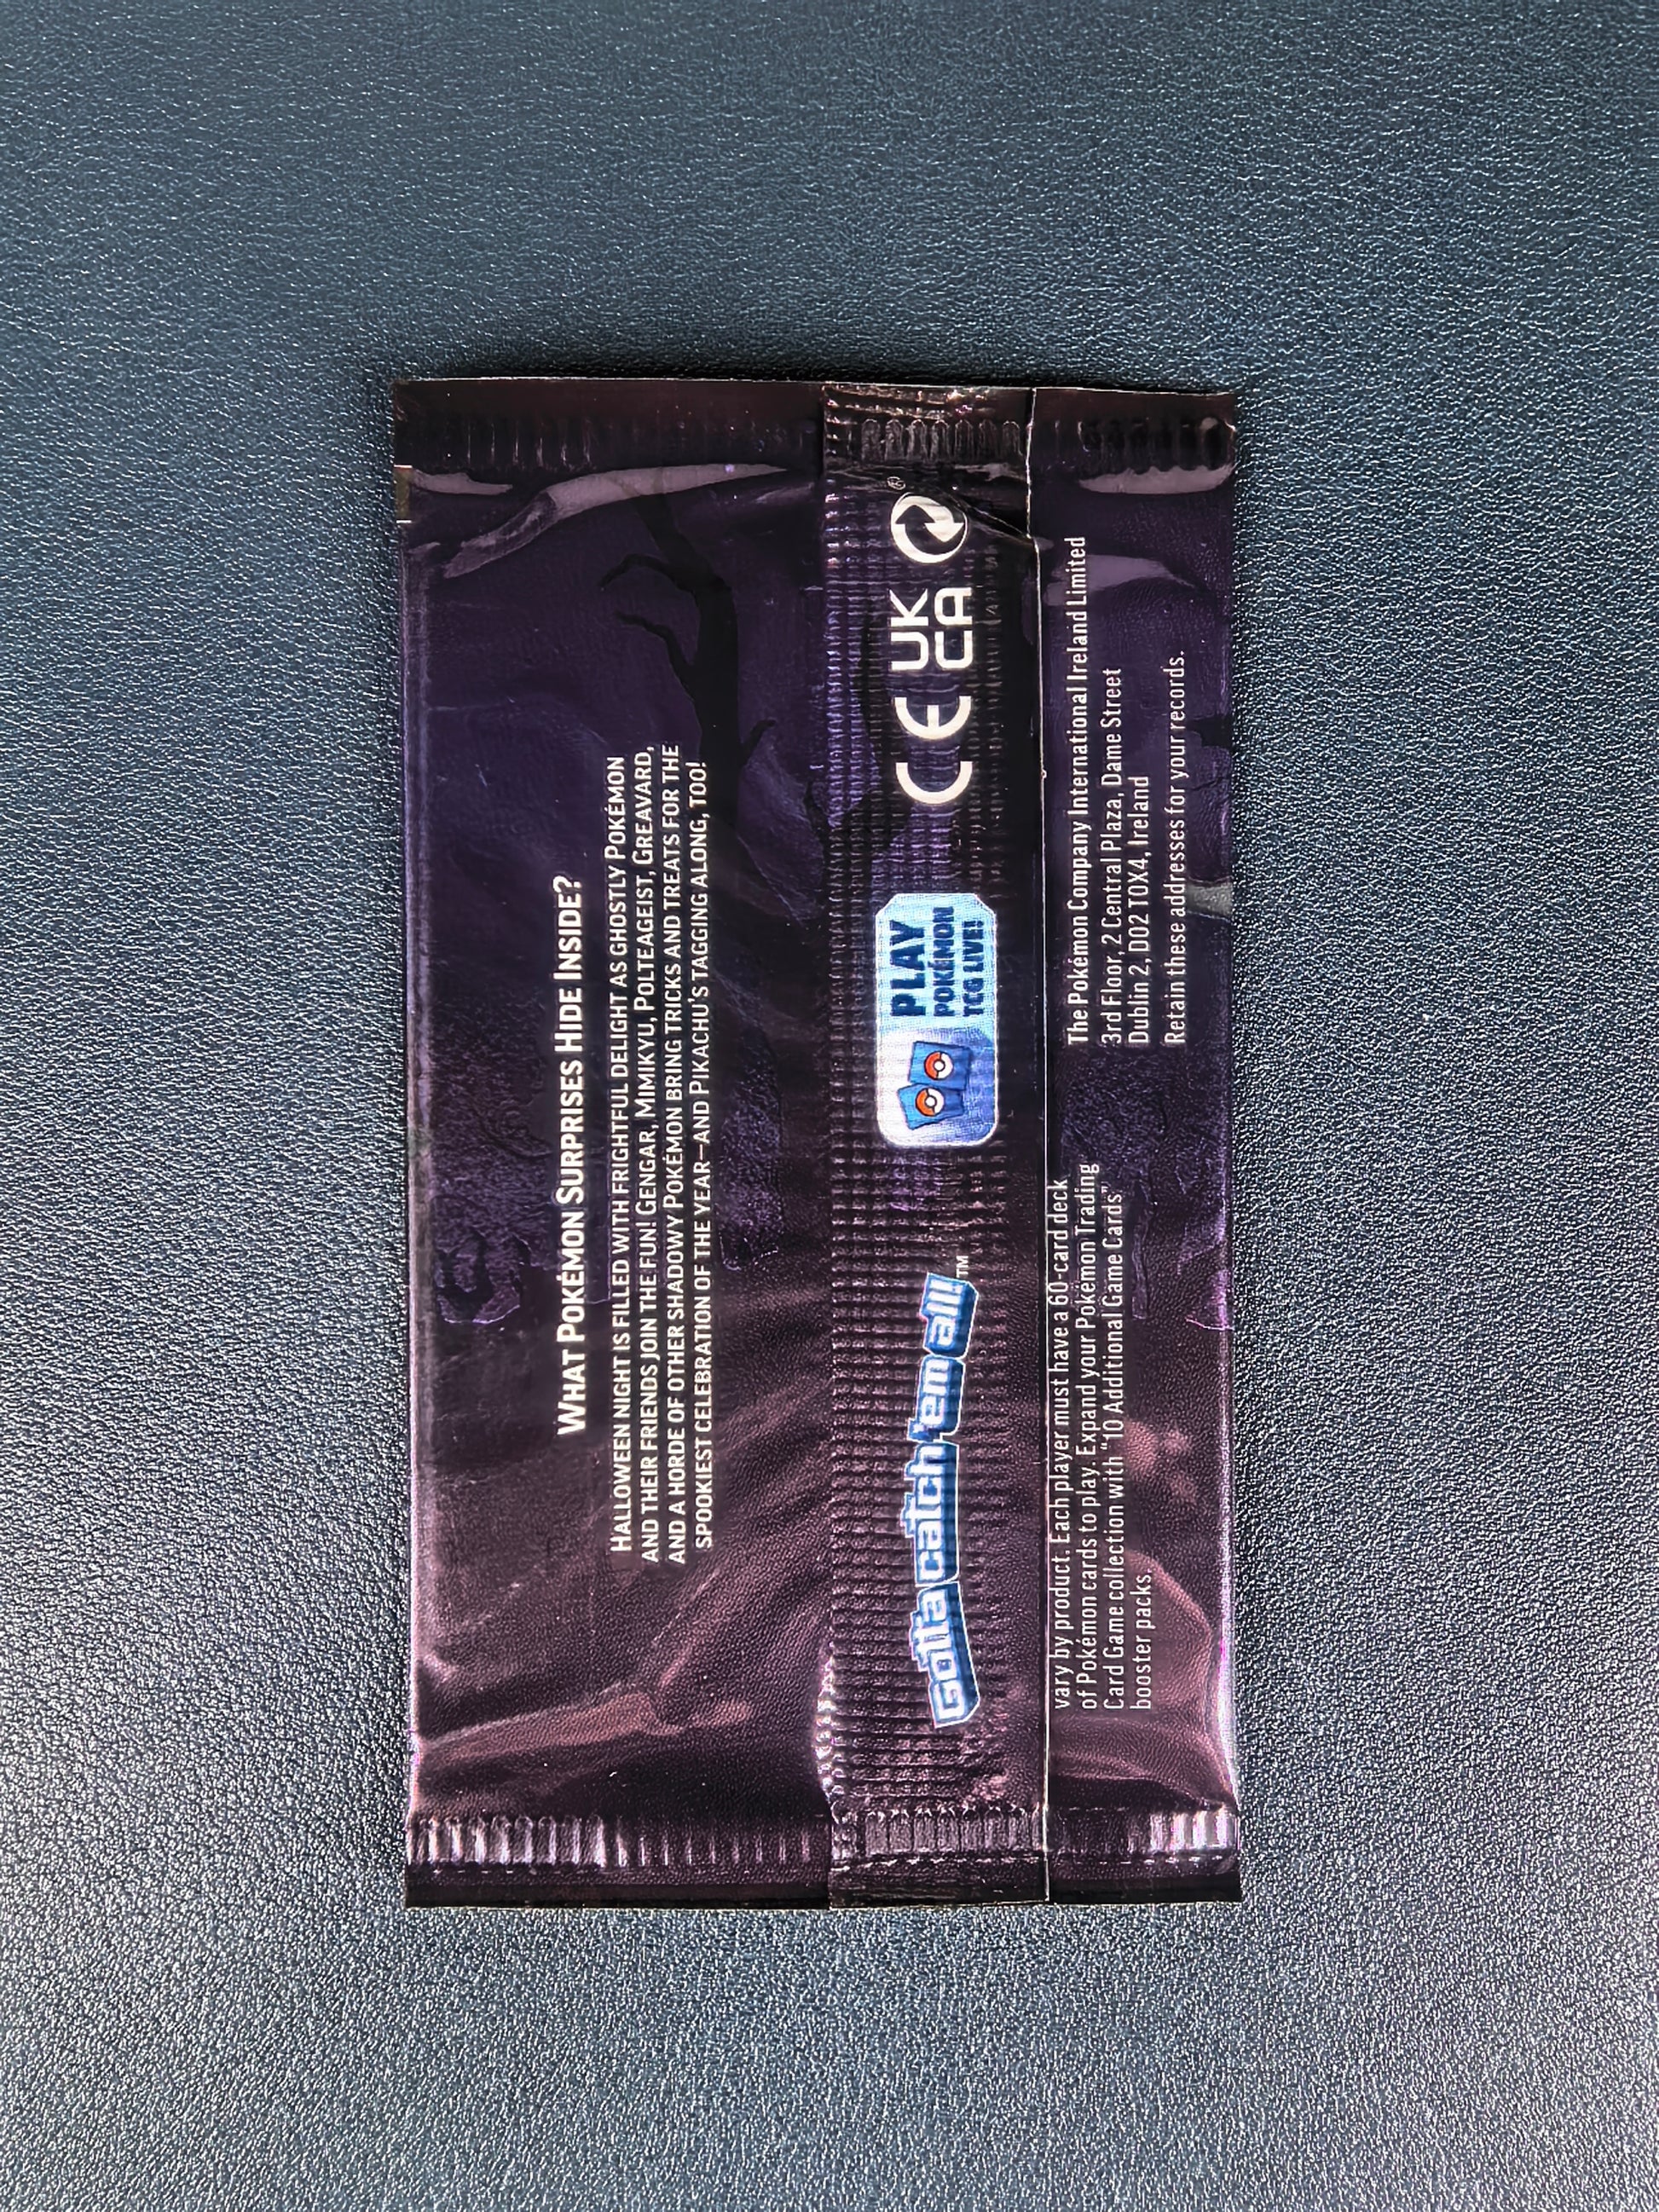 WHAT POKÉMON SURPRISES HIDE INSIDE?
HALLOWEEN NIGHT IS FILLED WITH FRIGHTFUL DELIGHT AS GHOSTLY POKÉMON
AND THEIR FRIENDS JOIN THE FUN! GENGAR, MIMIKYU, POLTEAGEIST, GREAVARD,
AND A HORDE OF OTHER SHADOWY POKÉMON BRING TRICKS AND TREATS FOR THE
SPOOKIEST CELEBRATION OF THE YEAR—AND PIKACHU'S TAGGING ALONG, TOO!
Gotta catch 'em all!™
PLAY
POKÉMON
TCG LIVE!
CE
UK
CA
vary by product. Each player must have a 60-card deck
of Pokémon cards to play. Expand your Pokémon Trading
Card Game collection with "10 Additional Game Cards"
booster packs.
The Pokémon Company International Ireland Limited
3rd Floor, 2 Central Plaza, Dame Street
Dublin 2, D02 T0X4, Ireland
Retain these addresses for your records.